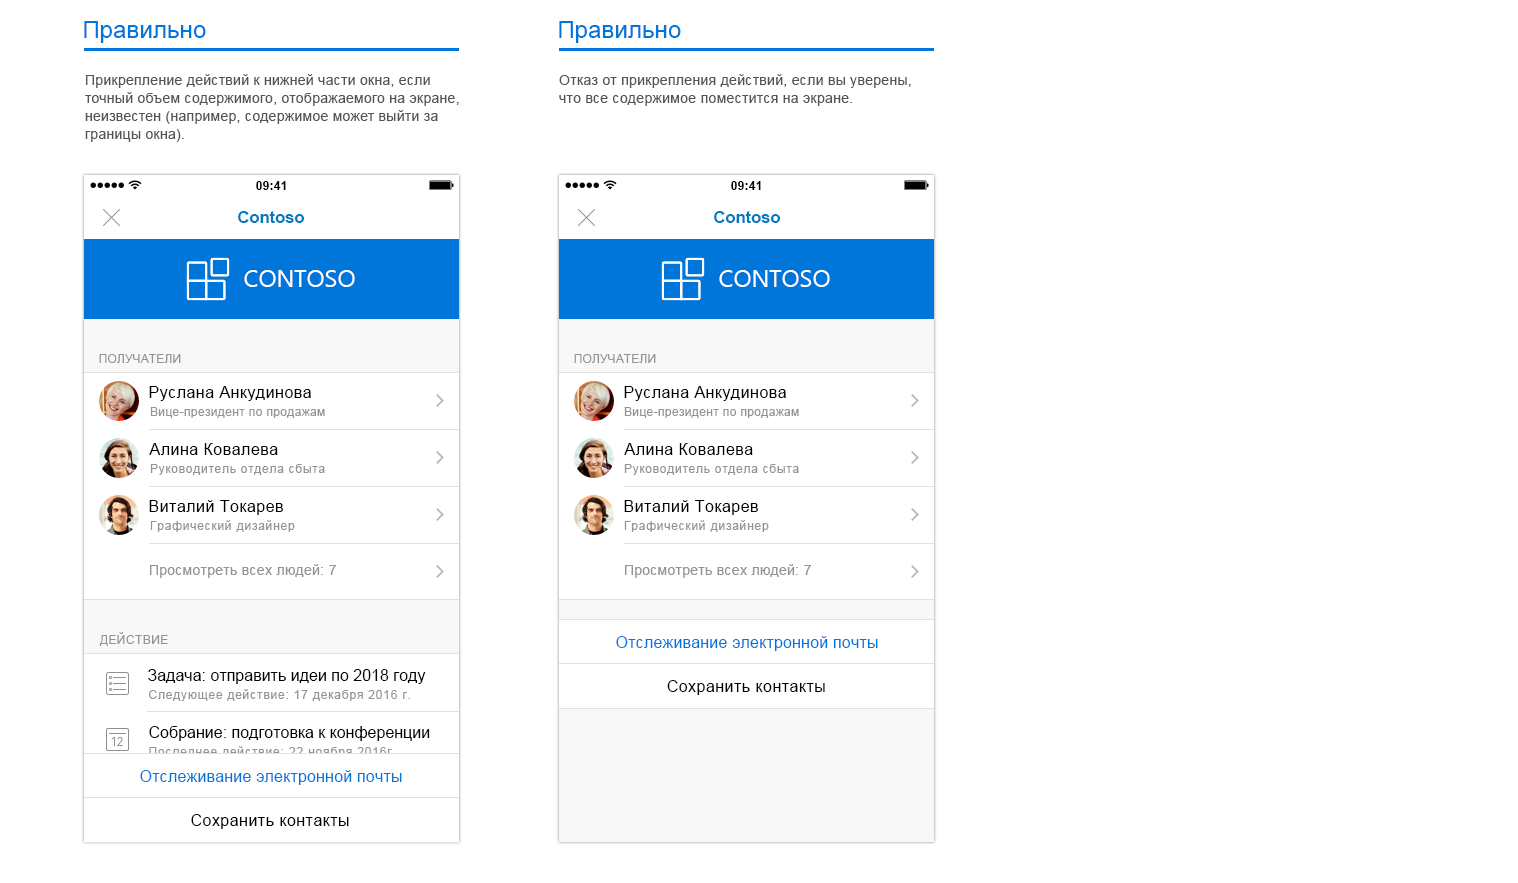 Правильно
Прикрепление действий к нижней части окна, если
точный объем содержимого, отображаемого на экране,
неизвестен (например, содержимое может выйти за
границы окна).
09:41
Contoso
CONTOSO
ПОЛУЧАТЕЛИ
Руслана Анкудинова
Вице-президент по продажам
Алина Ковалева
Руководитель отдела сбыта
Виталий Токарев
Графический дизайнер
Просмотреть всех людей: 7
ДЕЙСТВИЕ
Задача: отправить идеи по 2018 году
Следующее действие: 17 декабря 2016 г.
12
Собрание: подготовка к конференции
Последнее действие: 22 ноября 2016г
Отслеживание электронной почты
Сохранить контакты
Правильно
Отказ от прикрепления действий, если вы уверены,
что все содержимое поместится на экране.
09:41
Contoso
CONTOSO
ПОЛУЧАТЕЛИ
Руслана Анкудинова
Вице-президент по продажам
Алина Ковалева
Руководитель отдела сбыта
Виталий Токарев
Графический дизайнер
Просмотреть всех людей: 7
Отслеживание электронной почты
Сохранить контакты